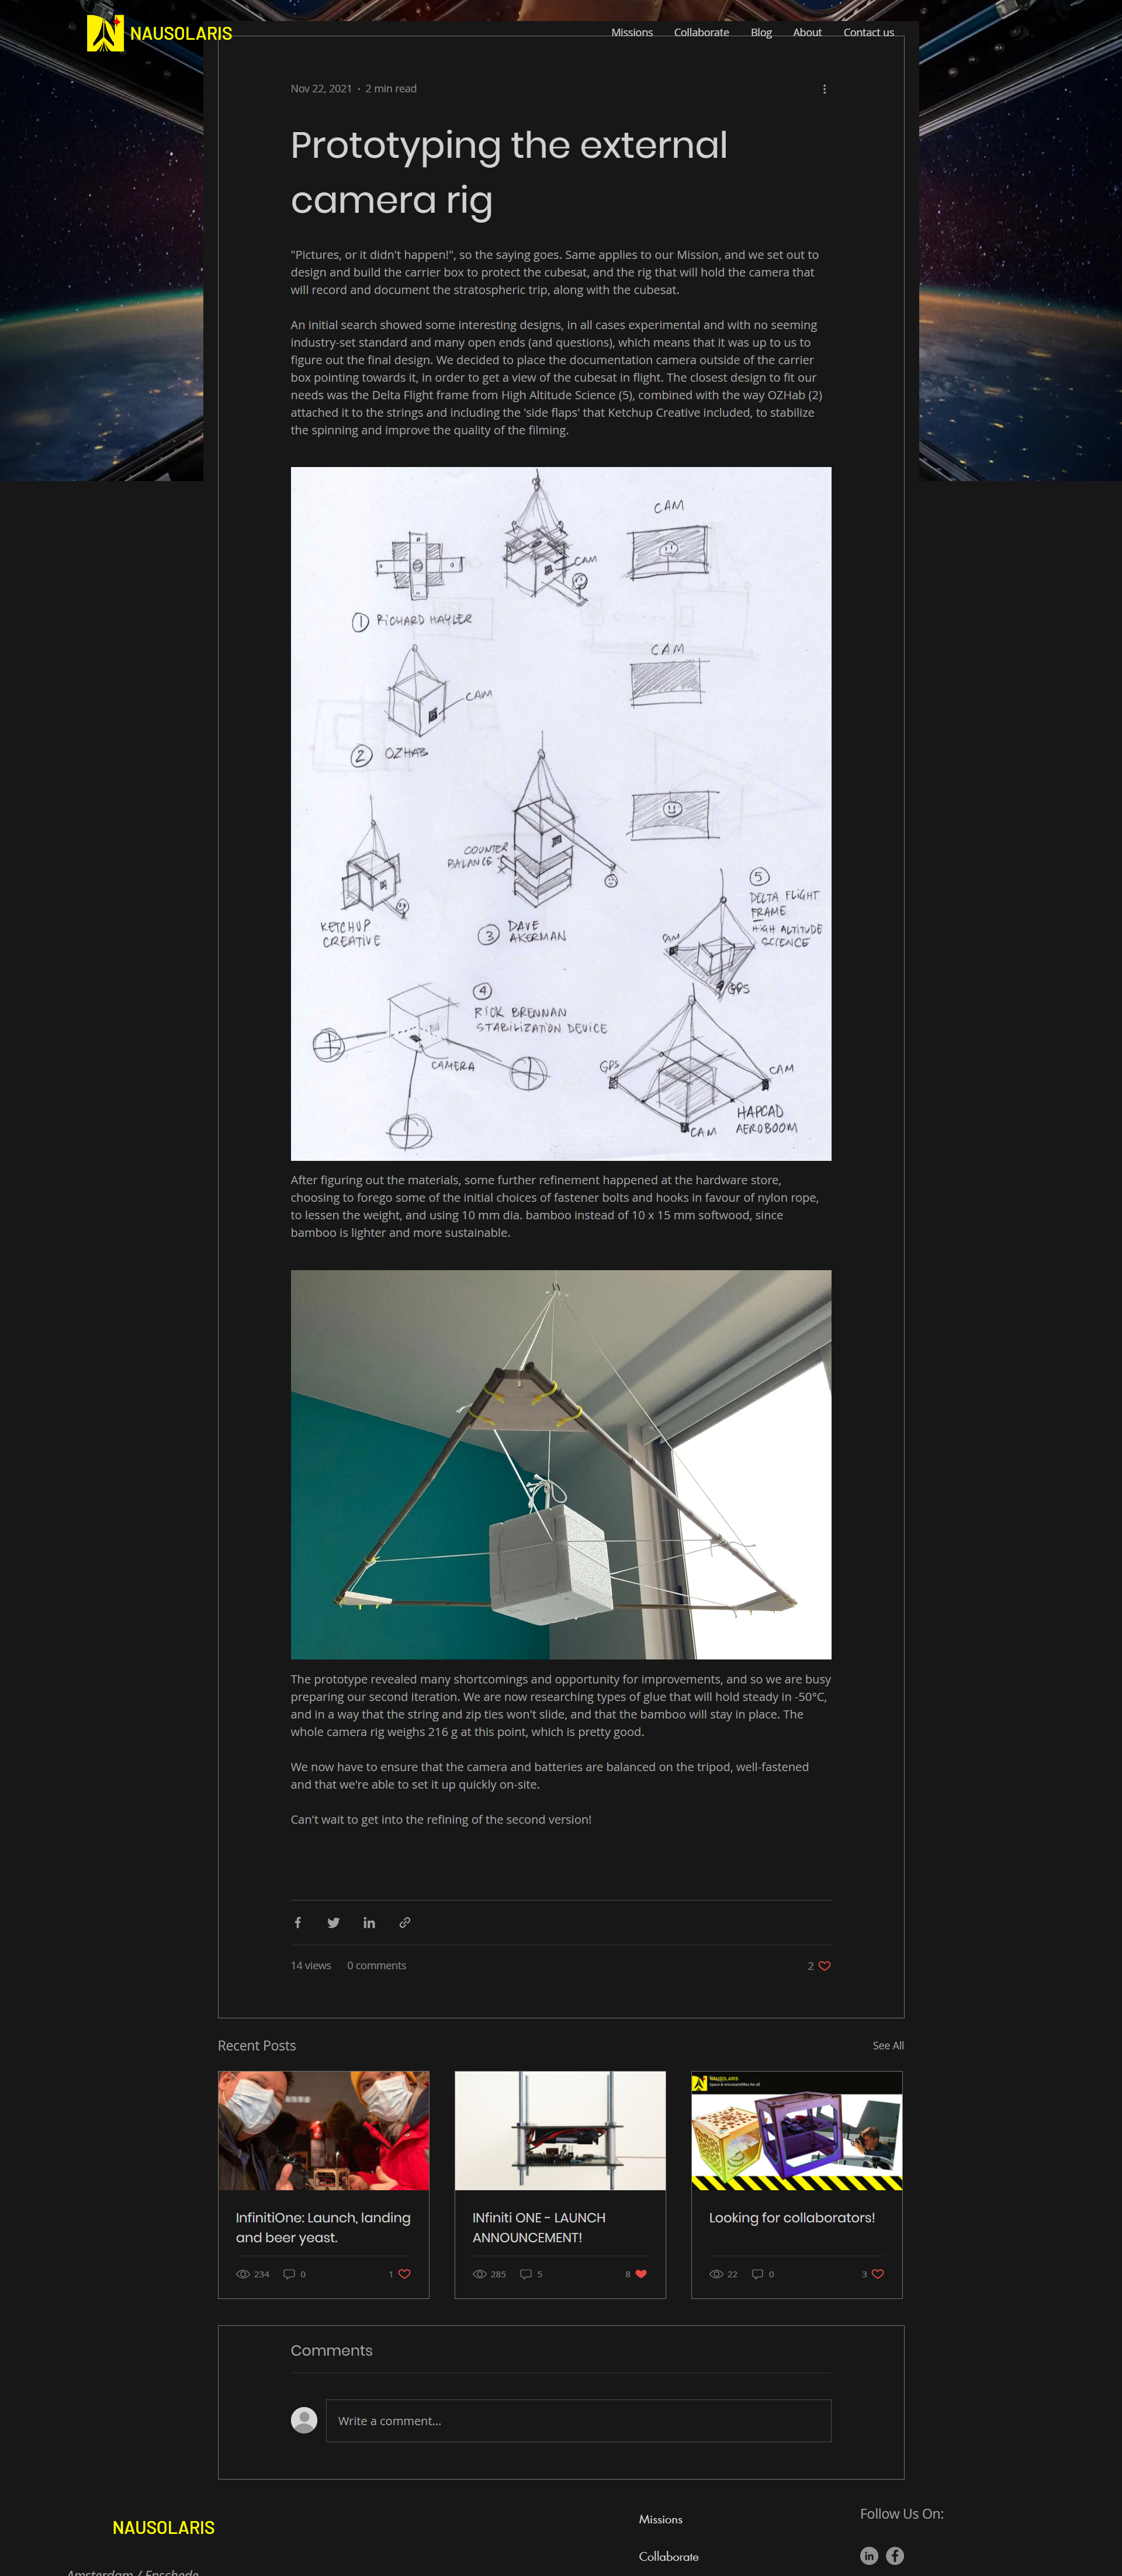 NAUSOLARIS
Missions Collaborate Blog About Contact us
Nov 22, 2021 · 2 min read
Prototyping the external
camera rig
"Pictures, or it didn't happen!", so the saying goes. Same applies to our Mission, and we set out to
design and build the carrier box to protect the cubesat, and the rig that will hold the camera that
will record and document the stratospheric trip, along with the cubesat.
An initial search showed some interesting designs, in all cases experimental and with no seeming
industry-set standard and many open ends (and questions), which means that it was up to us to
figure out the final design. We decided to place the documentation camera outside of the carrier
box pointing towards it, in order to get a view of the cubesat in flight. The closest design to fit our
needs was the Delta Flight frame from High Altitude Science (5), combined with the way OZHab (2)
attached it to the strings and including the 'side flaps' that Ketchup Creative included, to stabilize
the spinning and improve the quality of the filming.
CAM
CAM
1 RICHARD HAYLER
CAM
CAM
2 OZHAB
COUNTER
BALANCE
KETCHUP
CREATIVE
3 DAVE
AKERMAN
5
DELTA FLIGHT
FRAME
HIGH ALTITUDE
SCIENCE
CAM
GPS
4
RICK BRENNAN
STABILIZATION DEVICE
CAMERA
GPS
CAM
CAM
HAPCAD
AEROBOOM
After figuring out the materials, some further refinement happened at the hardware store,
choosing to forego some of the initial choices of fastener bolts and hooks in favour of nylon rope,
to lessen the weight, and using 10 mm dia. bamboo instead of 10 x 15 mm softwood, since
bamboo is lighter and more sustainable.
The prototype revealed many shortcomings and opportunity for improvements, and so we are busy
preparing our second iteration. We are now researching types of glue that will hold steady in -50°C,
and in a way that the string and zip ties won't slide, and that the bamboo will stay in place. The
whole camera rig weighs 216 g at this point, which is pretty good.
We now have to ensure that the camera and batteries are balanced on the tripod, well-fastened
and that we're able to set it up quickly on-site.
Can't wait to get into the refining of the second version!
14 views 0 comments 2
Recent Posts See All
NAUSOLARIS
Space & microsatellites for all
InfinitiOne: Launch, landing
and beer yeast.
234 0 1
INfiniti ONE - LAUNCH
ANNOUNCEMENT!
285 5 8
Looking for collaborators!
22 0 3
Comments
Write a comment...
NAUSOLARIS
Missions
Follow Us On:
Collaborate
Amsterdam / Enschede